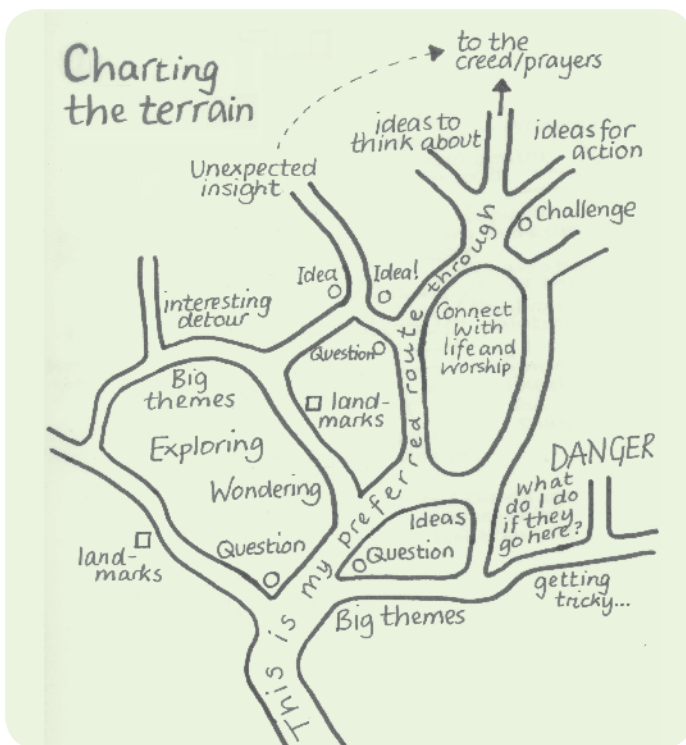 Charting
the terrain
to the
creed/prayers
ideas to
think about
ideas for
action
Unexpected
insight
Challenge
Idea
Idea!
interesting
detour
Connect
with
life and
worship
Question
land-
marks
Big
themes
Exploring
Wondering
Question
land-
marks
Ideas
Question
DANGER
What
do I do
if they
go here?
getting
tricky...
Big themes
This is my preferred route through